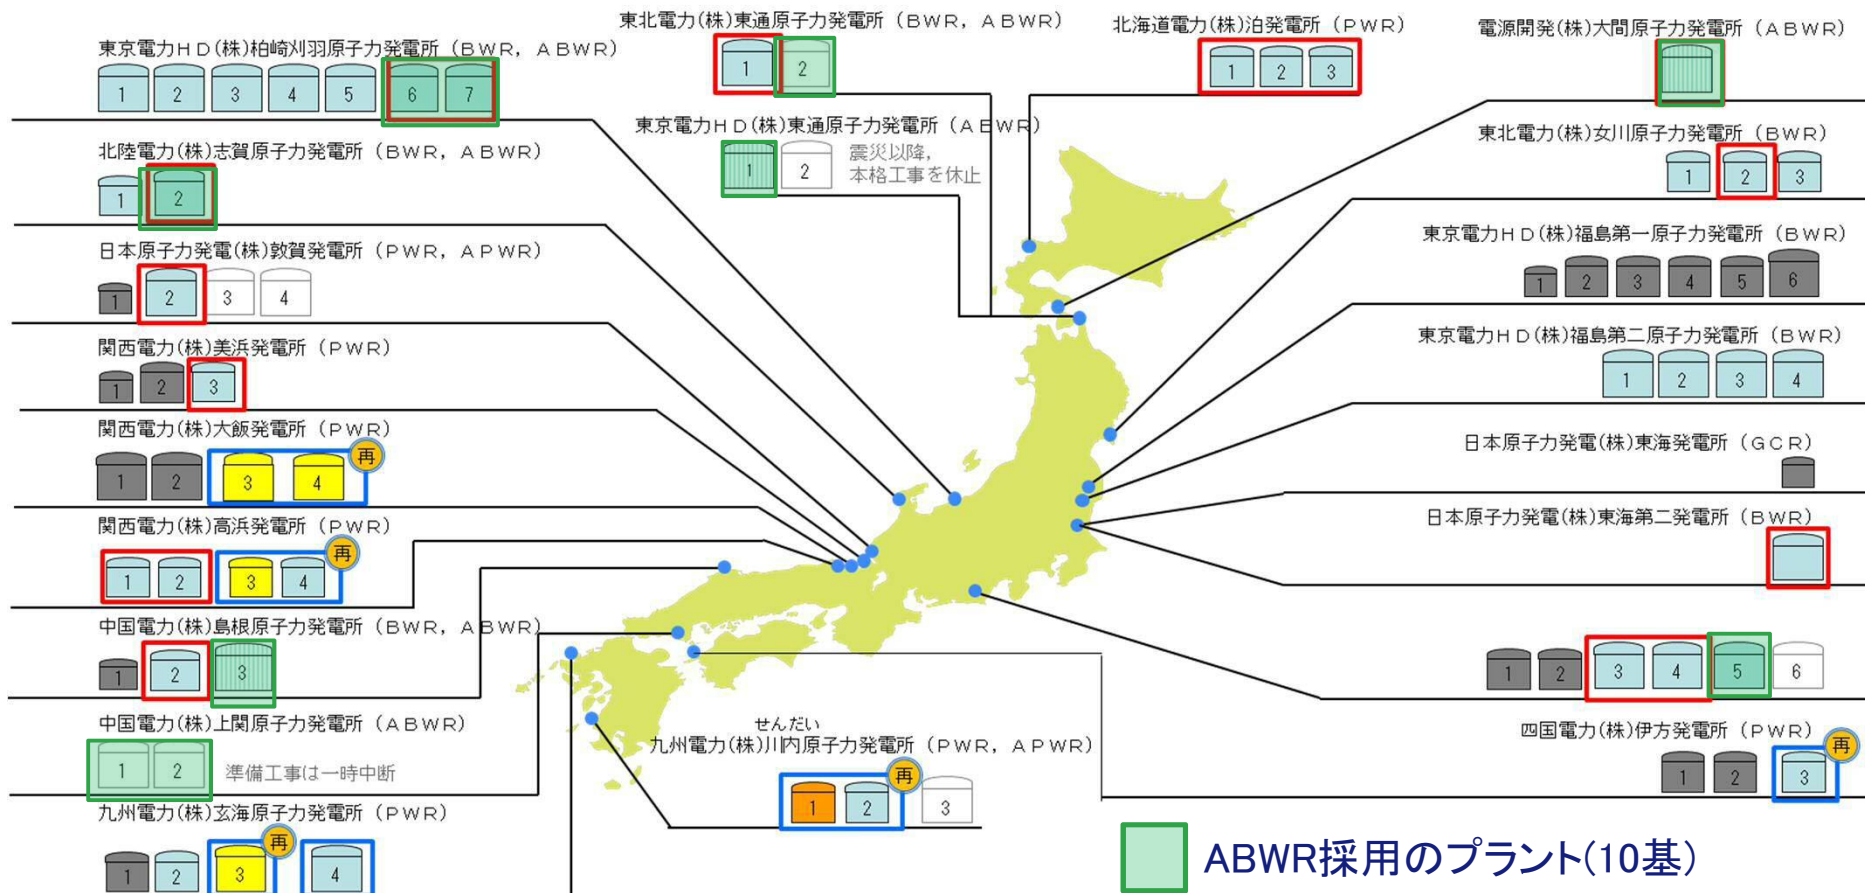 東京電力HD(株)柏崎刈羽原子力発電所（BWR，ABWR）
1 2 3 4 5 6 7
北陸電力(株)志賀原子力発電所（BWR，ABWR）
1 2
日本原子力発電(株)敦賀発電所（PWR，APWR）
1 2 3 4
関西電力(株)美浜発電所（PWR）
1 2 3
関西電力(株)大飯発電所（PWR）
再
1 2 3 4
関西電力(株)高浜発電所（PWR）
再
1 2 3 4
中国電力(株)島根原子力発電所（BWR，ABWR）
1 2 3
中国電力(株)上関原子力発電所（ABWR）
1 2 準備工事は一時中断
九州電力(株)玄海原子力発電所（PWR）
再
1 2 3 4
東北電力(株)東通原子力発電所（BWR，ABWR）
1 2
東京電力HD(株)東通原子力発電所（ABWR）
1 2 震災以降，
本格工事を休止
北海道電力(株)泊発電所（PWR）
1 2 3
電源開発(株)大間原子力発電所（ABWR）
東北電力(株)女川原子力発電所（BWR）
1 2 3
東京電力HD(株)福島第一原子力発電所（BWR）
1 2 3 4 5 6
東京電力HD(株)福島第二原子力発電所（BWR）
1 2 3 4
日本原子力発電(株)東海発電所（GCR）
日本原子力発電(株)東海第二発電所（BWR）
1 2 3 4 5 6
四国電力(株)伊方発電所（PWR）
再
1 2 3
せんだい
九州電力(株)川内原子力発電所（PWR，APWR）
再
1 2 3
ABWR採用のプラント(10基)